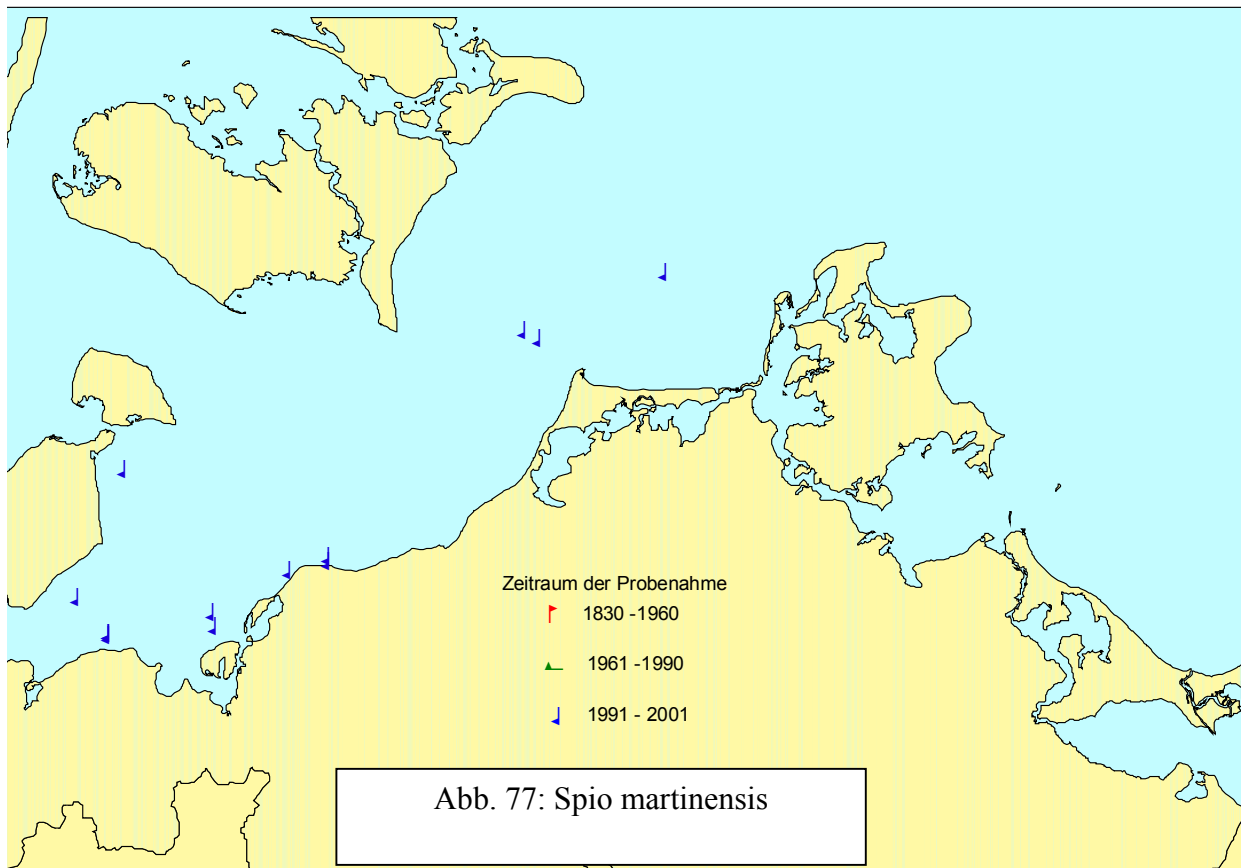 Zeitraum der Probenahme
1830 -1960
1961 -1990
1991 - 2001
Abb. 77: Spio martinensis